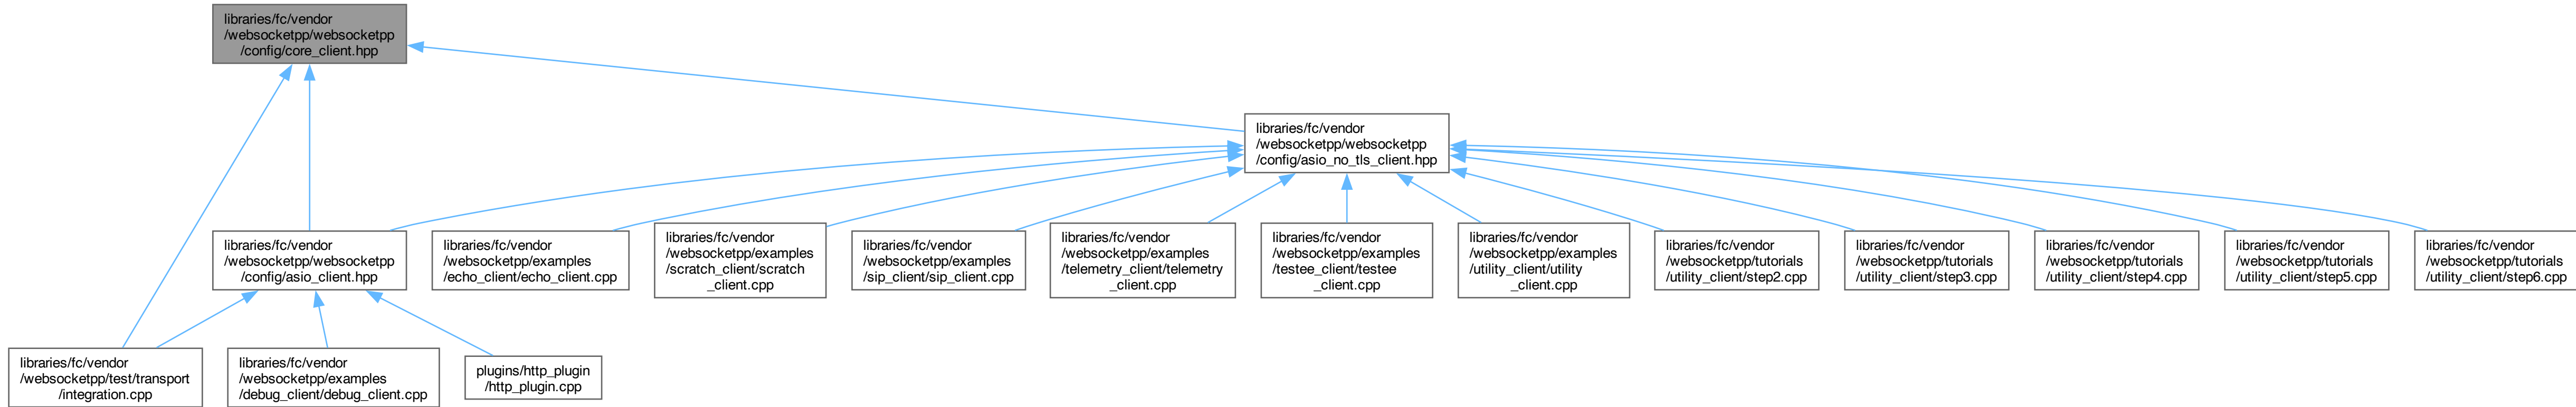 libraries/fc/vendor
/websocketpp/websocketpp
/config/core_client.hpp
libraries/fc/vendor
/websocketpp/websocketpp
/config/asio_no_tls_client.hpp
libraries/fc/vendor
/websocketpp/websocketpp
/config/asio_client.hpp
libraries/fc/vendor
/websocketpp/examples
/echo_client/echo_client.cpp
libraries/fc/vendor
/websocketpp/examples
/scratch_client/scratch
_client.cpp
libraries/fc/vendor
/websocketpp/examples
/sip_client/sip_client.cpp
libraries/fc/vendor
/websocketpp/examples
/telemetry_client/telemetry
_client.cpp
libraries/fc/vendor
/websocketpp/examples
/testee_client/testee
_client.cpp
libraries/fc/vendor
/websocketpp/examples
/utility_client/utility
_client.cpp
libraries/fc/vendor
/websocketpp/tutorials
/utility_client/step2.cpp
libraries/fc/vendor
/websocketpp/tutorials
/utility_client/step3.cpp
libraries/fc/vendor
/websocketpp/tutorials
/utility_client/step4.cpp
libraries/fc/vendor
/websocketpp/tutorials
/utility_client/step5.cpp
libraries/fc/vendor
/websocketpp/tutorials
/utility_client/step6.cpp
libraries/fc/vendor
/websocketpp/test/transport
/integration.cpp
libraries/fc/vendor
/websocketpp/examples
/debug_client/debug_client.cpp
plugins/http_plugin
/http_plugin.cpp